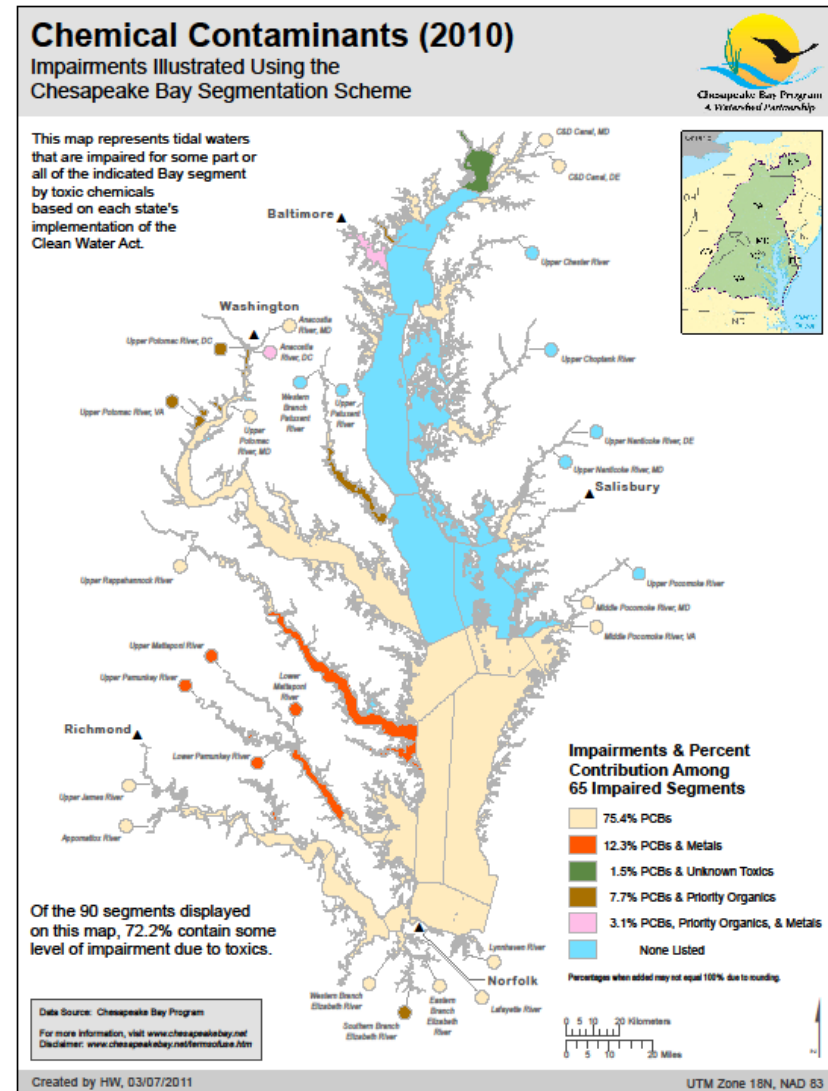 Chemical Contaminants (2010)
Impairments Illustrated Using the
Chesapeake Bay Segmentation Scheme
Chesapeake Bay Program
A Watershed Partnership
This map represents tidal waters
that are impaired for some part or
all of the indicated Bay segment
by toxic chemicals
based on each state's
implementation of the
Clean Water Act.
C&D Canal, MD
C&D Canal, DE
Baltimore
Upper Chester River
Washington
Anacostia
River, MD
Upper Potomac River, DC
Anacostia
River, DC
Upper Choptank River
Western
Branch
Patuxent
River
Upper
Patuxent
River
Upper Potomac River, VA
Upper
Potomac
River, MD
Upper Nanticoke River, DE
Upper Nanticoke River, MD
Salisbury
Upper Rappahannock River
Upper Pocomoke River
Middle Pocomoke River, MD
Middle Pocomoke River, VA
Upper Mattaponi River
Upper Pamunkey River
Lower
Mattaponi
River
Richmond
Lower Pamunkey River
Upper James River
Appomattox River
Impairments & Percent
Contribution Among
65 Impaired Segments
75.4% PCBs
12.3% PCBs & Metals
1.5% PCBs & Unknown Toxics
7.7% PCBs & Priority Organics
3.1% PCBs, Priority Organics, & Metals
None Listed
Percentages when added may not equal 100% due to rounding.
Of the 90 segments displayed
on this map, 72.2% contain some
level of impairment due to toxics.
Lynnhaven River
Norfolk
Lafayette River
Western Branch
Elizabeth River
Eastern
Branch
Elizabeth
River
Southern Branch
Elizabeth River
0 5 10 20 Kilometers
0 5 10 20 Miles
Data Source: Chesapeake Bay Program
For more information, visit www.chesapeakebay.net
Disclaimer: www.chesapeakebay.net/termsofuse.htm
Created by HW, 03/07/2011
UTM Zone 18N, NAD 83